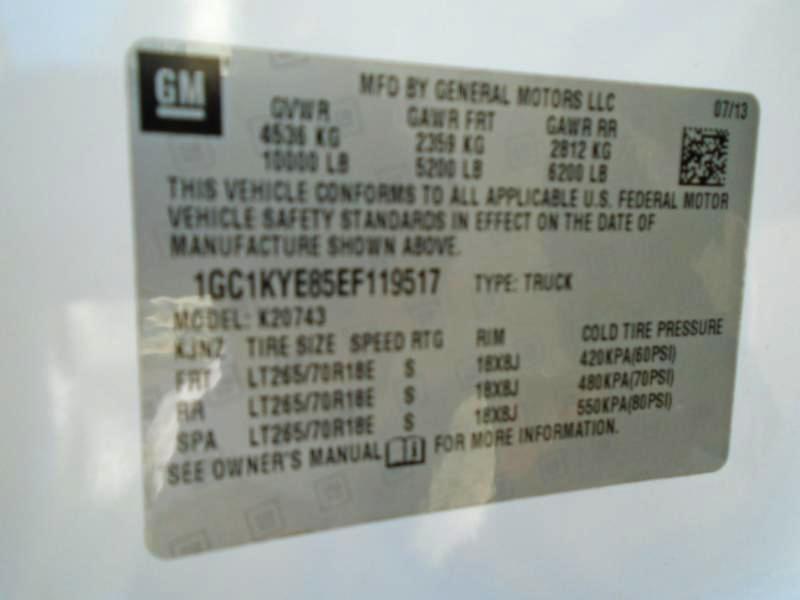 GM
MFD BY GENERAL MOTORS LLC 07/13
GVWR GAWR FRT GAWR RR
4536 KG 2359 KG 2812 KG
10000 LB 5200 LB 6200 LB
THIS VEHICLE CONFORMS TO ALL APPLICABLE U.S. FEDERAL MOTOR
VEHICLE SAFETY STANDARDS IN EFFECT ON THE DATE OF
MANUFACTURE SHOWN ABOVE.
1GC1KYE85EF119517 TYPE: TRUCK
MODEL: K20743
KJNZ TIRE SIZE SPEED RTG RIM COLD TIRE PRESSURE
FRT LT265/70R18E S 18X8J 420KPA(60PSI)
RR LT265/70R18E S 18X8J 480KPA(70PSI)
SPA LT265/70R18E S 18X8J 550KPA(80PSI)
SEE OWNER'S MANUAL FOR MORE INFORMATION.